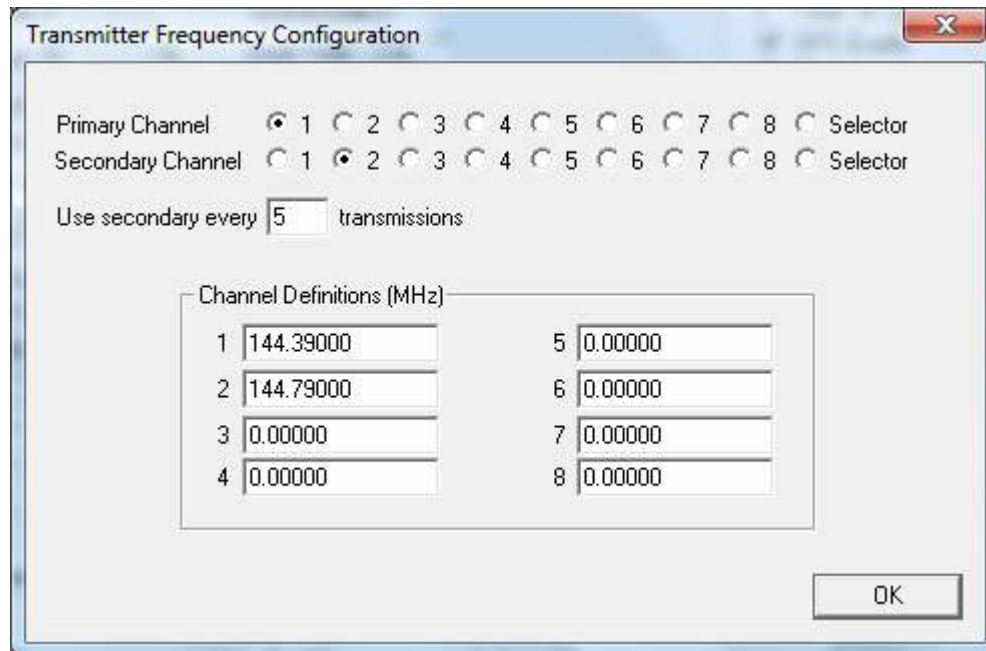 Transmitter Frequency Configuration
Primary Channel 1 2 3 4 5 6 7 8 Selector
Secondary Channel 1 2 3 4 5 6 7 8 Selector
Use secondary every 5 transmissions
Channel Definitions (MHz)
1 144.39000 5 0.00000
2 144.79000 6 0.00000
3 0.00000 7 0.00000
4 0.00000 8 0.00000
OK